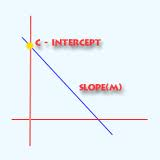 C - INTERCEPT
SLOPE(M)